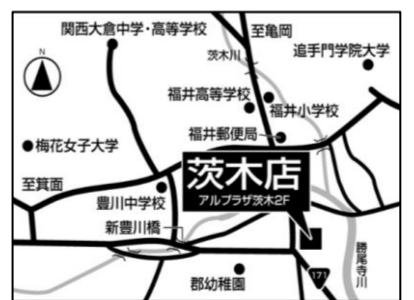 関西大倉中学・高等学校
至亀岡
茨木川
追手門学院大学
N
福井高等学校
福井小学校
福井郵便局
梅花女子大学
至箕面
茨木店
アルプラザ茨木2F
豊川中学校
新豊川橋
勝尾寺川
171
郡幼稚園